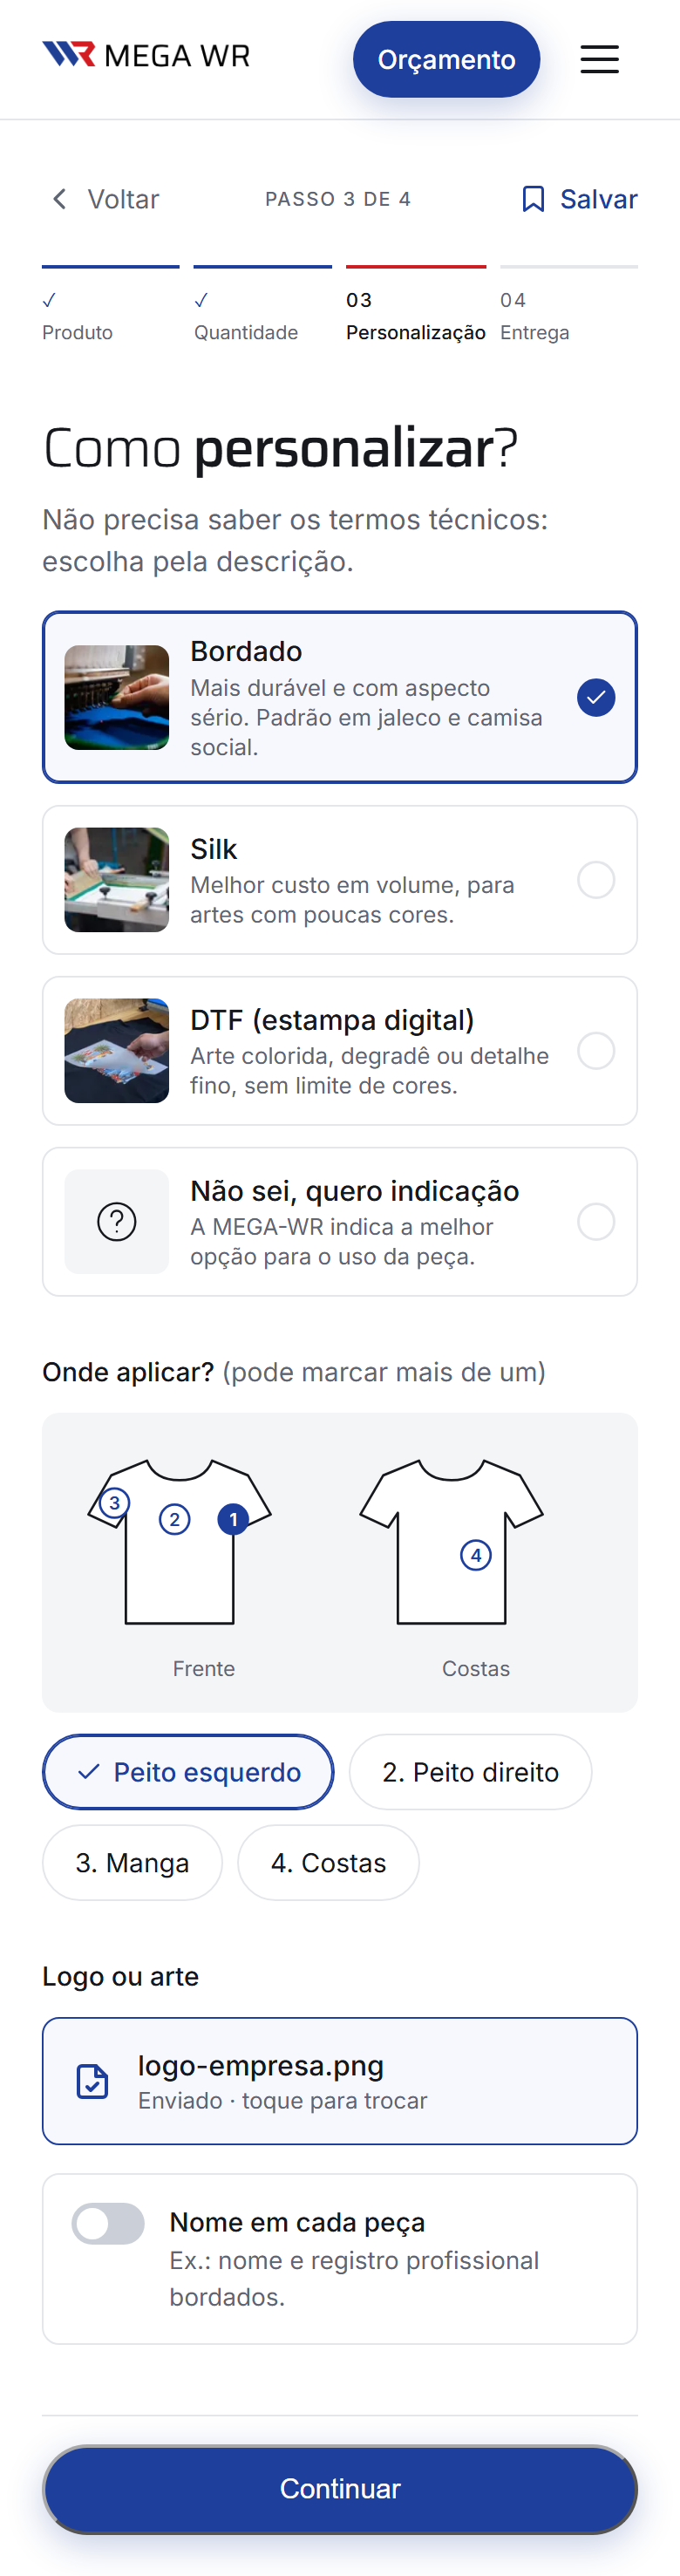 MEGA WR
Orçamento
Voltar
PASSO 3 DE 4
Salvar
✓
Produto
✓
Quantidade
03
Personalização
04
Entrega
Como personalizar?
Não precisa saber os termos técnicos:
escolha pela descrição.
Bordado
Mais durável e com aspecto
sério. Padrão em jaleco e camisa
social.
Silk
Melhor custo em volume, para
artes com poucas cores.
DTF (estampa digital)
Arte colorida, degradê ou detalhe
fino, sem limite de cores.
?
Não sei, quero indicação
A MEGA-WR indica a melhor
opção para o uso da peça.
Onde aplicar? (pode marcar mais de um)
3
2
1
4
Frente
Costas
Peito esquerdo
2. Peito direito
3. Manga
4. Costas
Logo ou arte
logo-empresa.png
Enviado · toque para trocar
Nome em cada peça
Ex.: nome e registro profissional
bordados.
Continuar